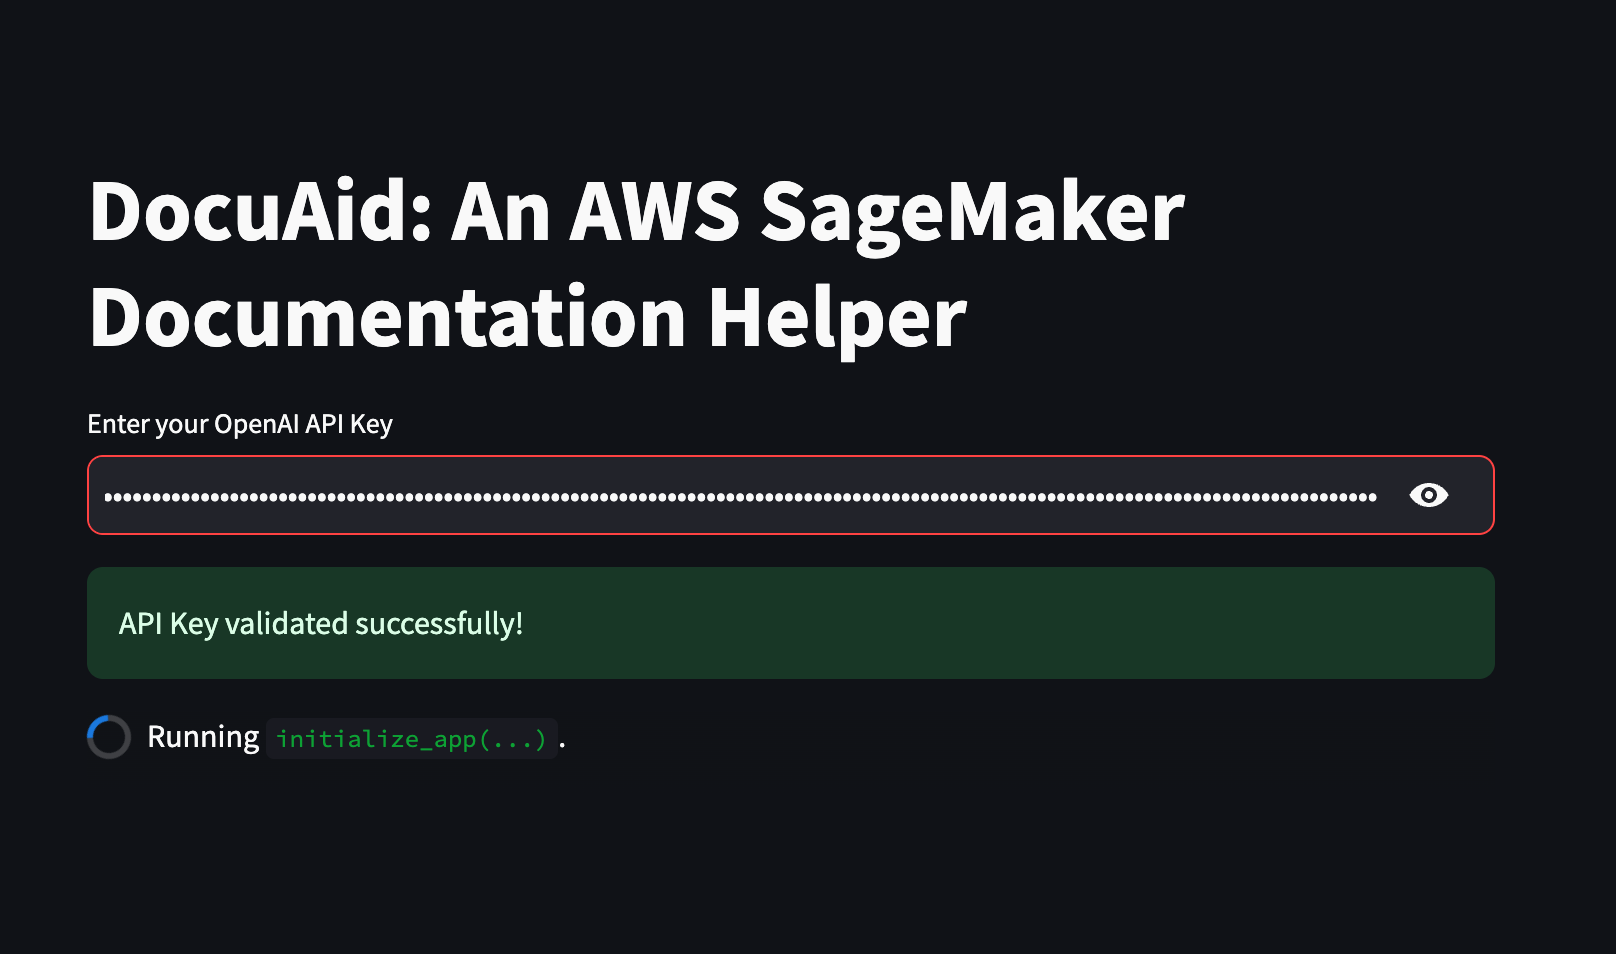 DocuAid: An AWS SageMaker
Documentation Helper
Enter your OpenAI API Key
API Key validated successfully!
Running initialize_app(...).